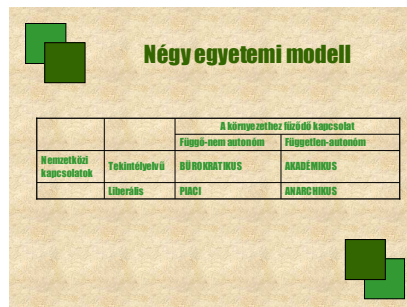 Négy egyetemi modell
A környezethez fűződő kapcsolat
Függő-nem autonóm Független-autonóm
Nemzetközi kapcsolatok Tekintélyelvű BÜROKRATIKUS AKADÉMIKUS
Liberális PIACI ANARCHIKUS